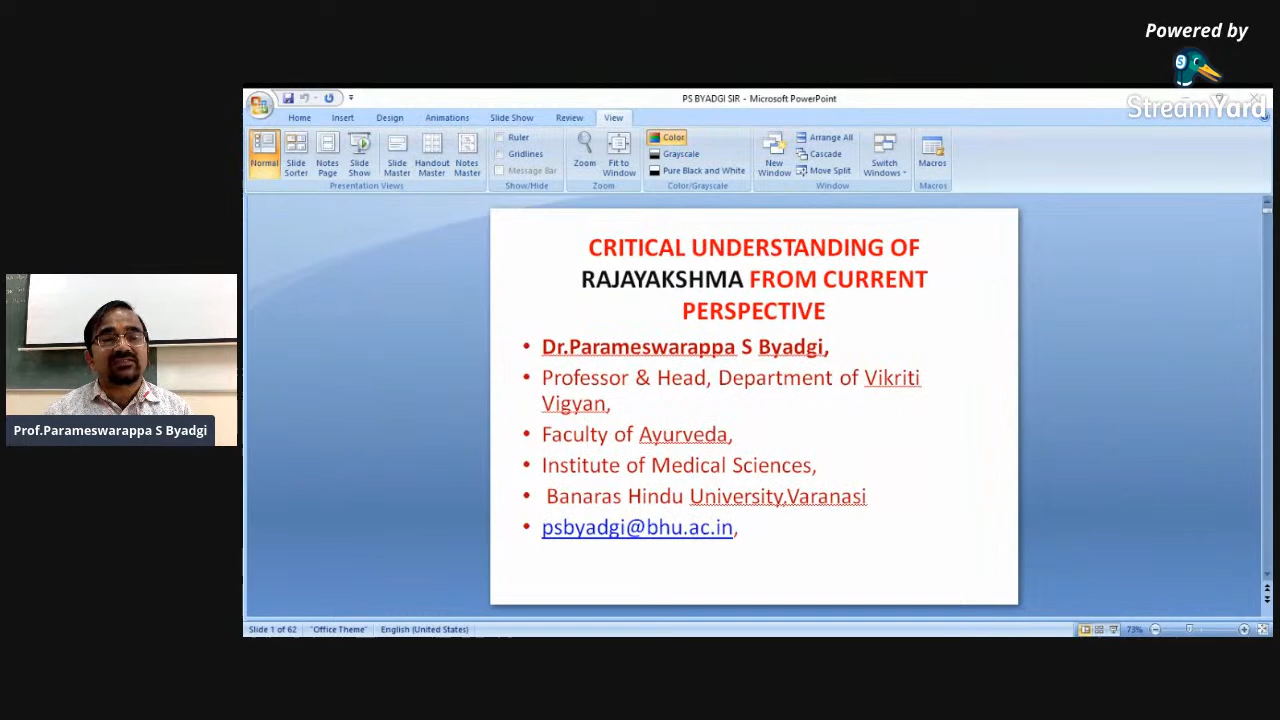 Powered by
StreamYard
PS BYADGI SIR - Microsoft PowerPoint
Home Insert Design Animations Slide Show Review View
Normal
Slide Sorter
Notes Page
Slide Show
Slide Master
Handout Master
Notes Master
Presentation Views
Ruler
Gridlines
Message Bar
Show/Hide
Zoom
Fit to Window
Zoom
Color
Grayscale
Pure Black and White
Color/Grayscale
New Window
Arrange All
Cascade
Move Split
Window
Switch Windows
Macros
Macros
CRITICAL UNDERSTANDING OF
RAJAYAKSHMA FROM CURRENT
PERSPECTIVE
• Dr.Parameswarappa S Byadgi,
• Professor & Head, Department of Vikriti
Vigyan,
• Faculty of Ayurveda,
• Institute of Medical Sciences,
• Banaras Hindu University,Varanasi
• psbyadgi@bhu.ac.in,
Prof.Parameswarappa S Byadgi
Slide 1 of 62 "Office Theme" English (United States) 73%